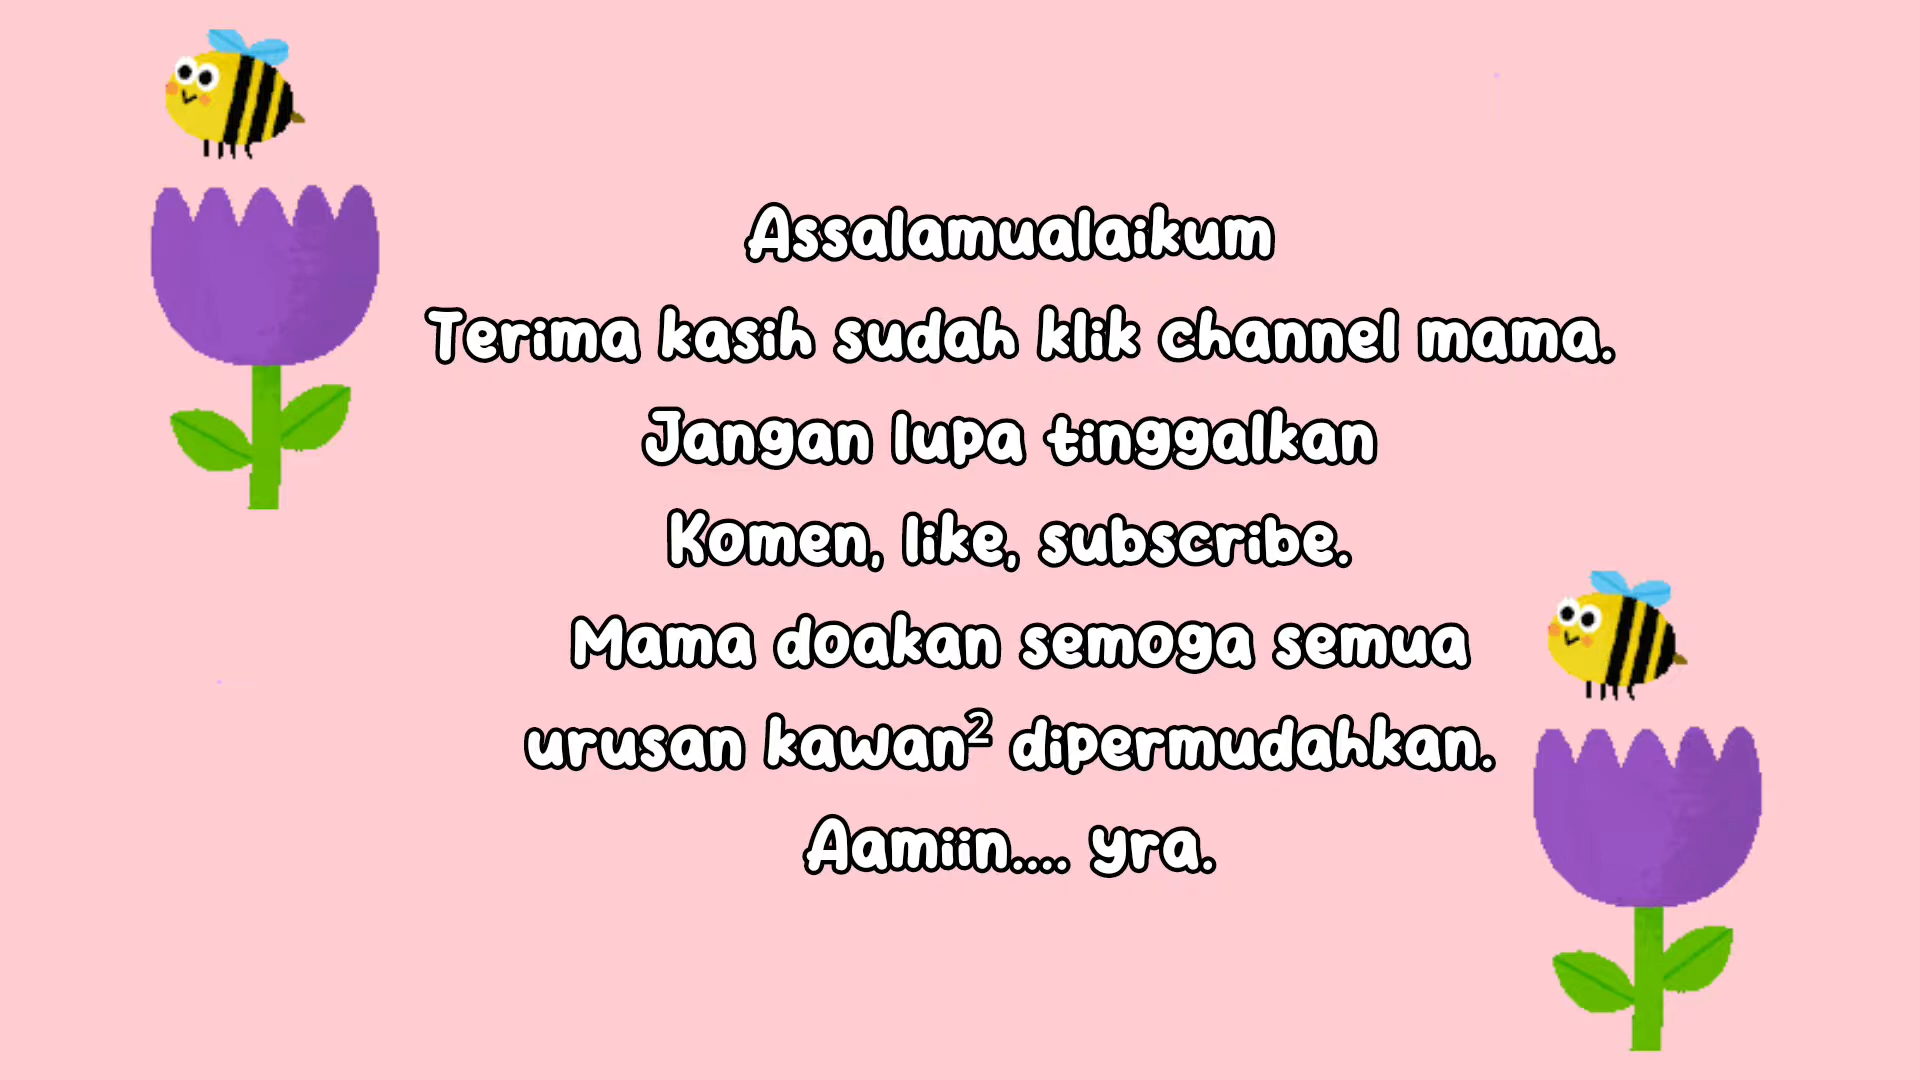 Assalamualaikum
Terima kasih sudah klik channel mama.
Jangan lupa tinggalkan
Komen, like, subscribe.
Mama doakan semoga semua
urusan kawan² dipermudahkan.
Aamiin.... yra.